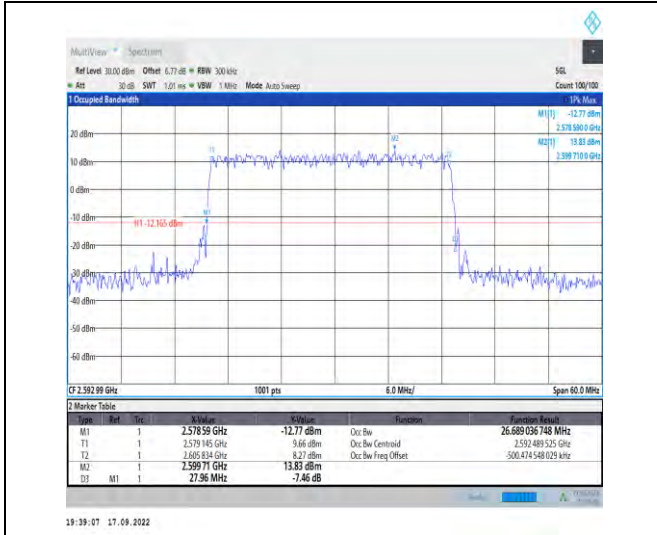 MultiView Spectrum
Ref Level 30.00 dBm Offset 6.77 dB RBW 300 kHz SGL
Att 30 dB SWT 1.01 ms VBW 1 MHz Mode Auto Sweep Count 100/100
1 Occupied Bandwidth 1Pk Max
M1[1] -12.77 dBm
2.578 590 0 GHz
M2[1] 13.83 dBm
2.599 710 0 GHz
20 dBm
M2
10 dBm
0 dBm
-10 dBm
M1
H1 -12.165 dBm
-20 dBm
-30 dBm
-40 dBm
-50 dBm
-60 dBm
CF 2.592 99 GHz 1001 pts 6.0 MHz/ Span 60.0 MHz
2 Marker Table
Type Ref Trc X-Value Y-Value Function Function Result
M1 1 2.578 59 GHz -12.77 dBm Occ Bw 26.689 036 748 MHz
T1 1 2.579 145 GHz 9.66 dBm Occ Bw Centroid 2.592 489 525 GHz
T2 1 2.605 834 GHz 8.27 dBm Occ Bw Freq Offset -500.474 548 029 kHz
M2 1 2.599 71 GHz 13.83 dBm
D3 M1 1 27.96 MHz -7.46 dB
19:39:07 17.09.2022